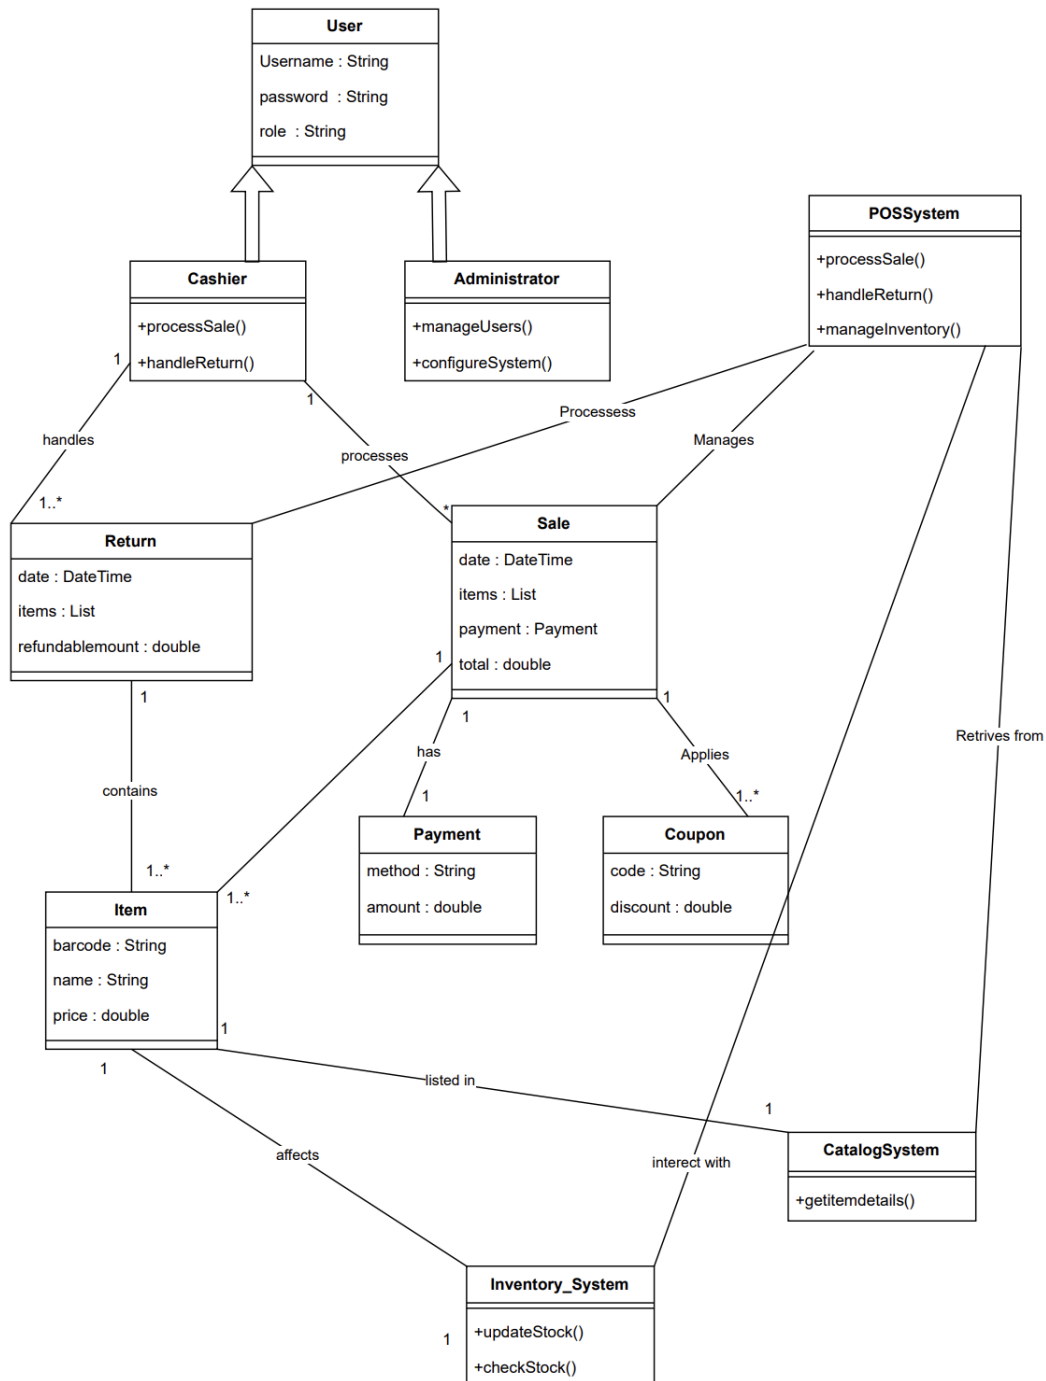 User
Username : String
password : String
role : String
POSSystem
+processSale()
+handleReturn()
+manageInventory()
Cashier
+processSale()
+handleReturn()
Administrator
+manageUsers()
+configureSystem()
1
1
handles
processes
Processess
Manages
1..*
*
Return
date : DateTime
items : List
refundablemount : double
Sale
date : DateTime
items : List
payment : Payment
total : double
1
1
1
1
has
Applies
Retrives from
contains
1
1..*
1..*
1..*
Payment
method : String
amount : double
Coupon
code : String
discount : double
Item
barcode : String
name : String
price : double
1
1
listed in
1
affects
interect with
CatalogSystem
+getitemdetails()
Inventory_System
+updateStock()
+checkStock()
1